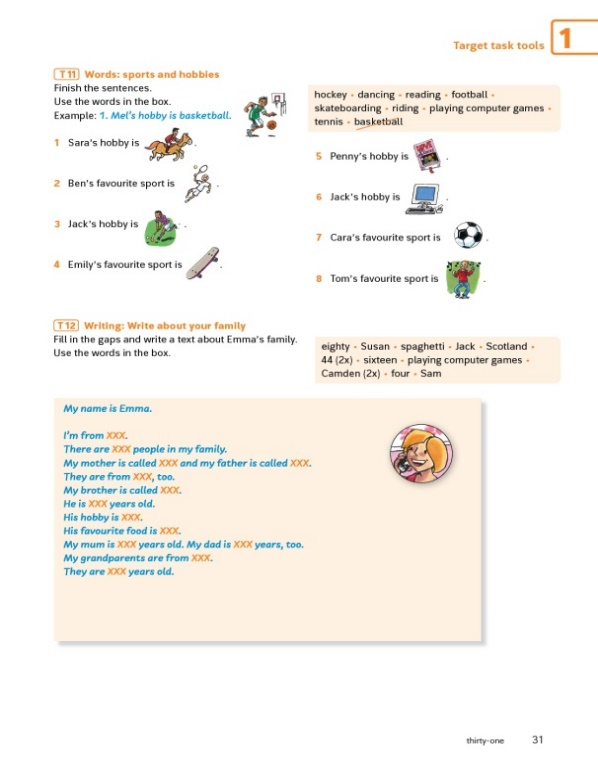 Target task tools
1
T11 Words: sports and hobbies
Finish the sentences.
Use the words in the box.
Example: 1. Mel's hobby is basketball.
hockey • dancing • reading • football •
skateboarding • riding • playing computer games •
tennis • basketball
1 Sara's hobby is .
2 Ben's favourite sport is .
3 Jack's hobby is .
4 Emily's favourite sport is .
5 Penny's hobby is .
6 Jack's hobby is .
7 Cara's favourite sport is .
8 Tom's favourite sport is .
T12 Writing: Write about your family
Fill in the gaps and write a text about Emma's family.
Use the words in the box.
eighty • Susan • spaghetti • Jack • Scotland •
44 (2x) • sixteen • playing computer games •
Camden (2x) • four • Sam
My name is Emma.
I'm from XXX.
There are XXX people in my family.
My mother is called XXX and my father is called XXX.
They are from XXX, too.
My brother is called XXX.
He is XXX years old.
His hobby is XXX.
His favourite food is XXX.
My mum is XXX years old. My dad is XXX years, too.
My grandparents are from XXX.
They are XXX years old.
thirty-one 31